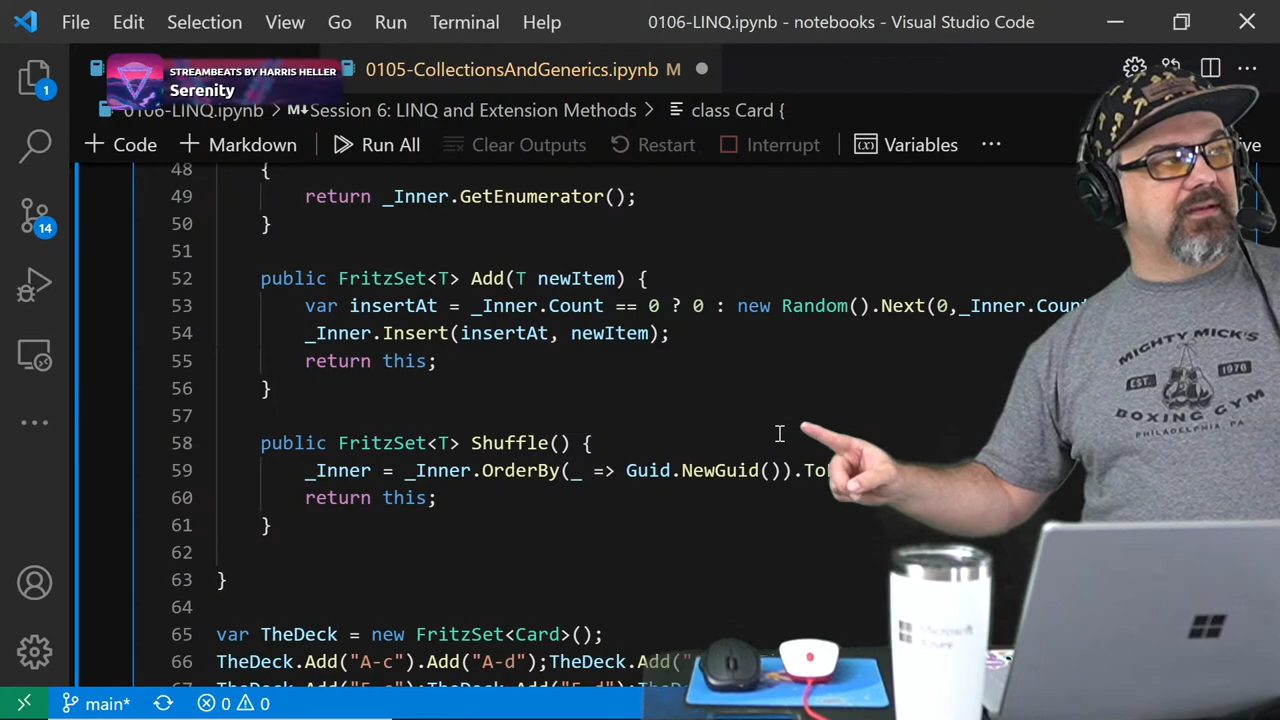 File Edit Selection View Go Run Terminal Help 0106-LINQ.ipynb - notebooks - Visual Studio Code
STREAMBEATS BY HARRIS HELLER
Serenity
0105-CollectionsAndGenerics.ipynb M
0106-LINQ.ipynb > M↓Session 6: LINQ and Extension Methods > class Card {
+ Code + Markdown Run All Clear Outputs Restart Interrupt Variables ...
48 {
49 return _Inner.GetEnumerator();
50 }
51
52 public FritzSet<T> Add(T newItem) {
53 var insertAt = _Inner.Count == 0 ? 0 : new Random().Next(0,_Inner.Count
54 _Inner.Insert(insertAt, newItem);
55 return this;
56 }
57
58 public FritzSet<T> Shuffle() {
59 _Inner = _Inner.OrderBy(_ => Guid.NewGuid()).To
60 return this;
61 }
62
63 }
64
65 var TheDeck = new FritzSet<Card>();
66 TheDeck.Add("A-c").Add("A-d");TheDeck.Add("
1
14
main* 0 0
MIGHTY MICK'S
EST. 1976
BOXING GYM
PHILADELPHIA, PA
Microsoft
Azure